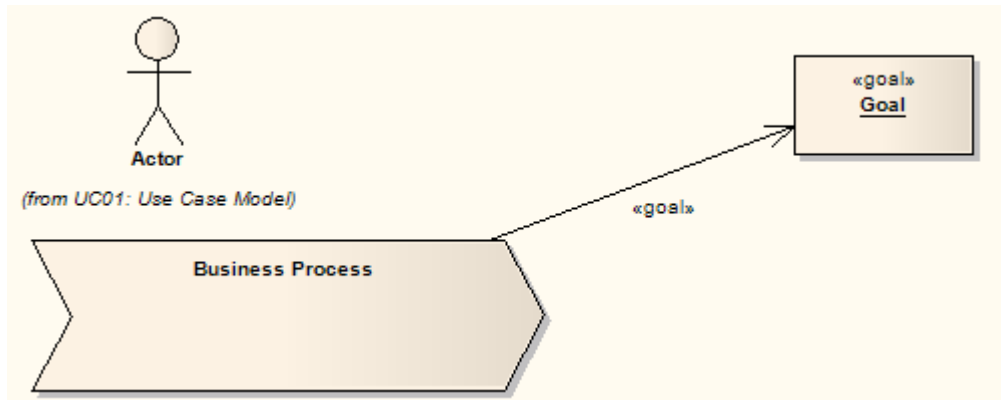 «goal»
Goal
Actor
(from UC01: Use Case Model)
«goal»
Business Process